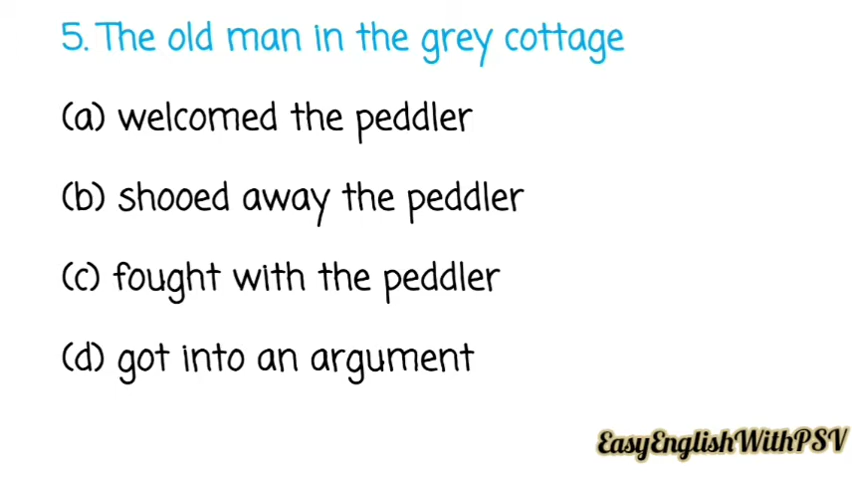 5. The old man in the grey cottage
(a) welcomed the peddler
(b) shooed away the peddler
(c) fought with the peddler
(d) got into an argument
EasyEnglishWithPSV